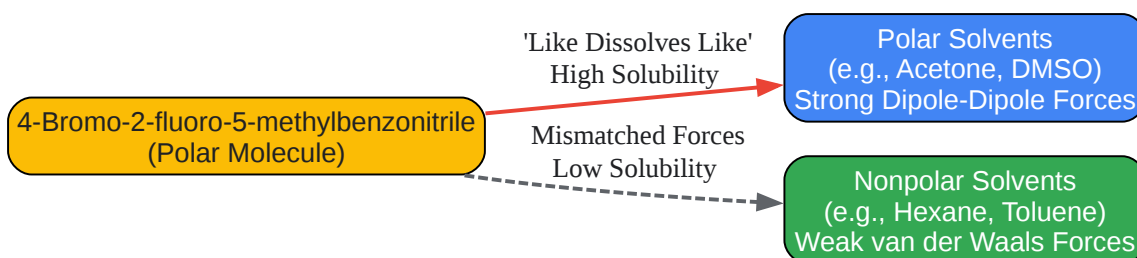 4-Bromo-2-fluoro-5-methylbenzonitrile
(Polar Molecule)
'Like Dissolves Like'
High Solubility
Mismatched Forces
Low Solubility
Polar Solvents
(e.g., Acetone, DMSO)
Strong Dipole-Dipole Forces
Nonpolar Solvents
(e.g., Hexane, Toluene)
Weak van der Waals Forces